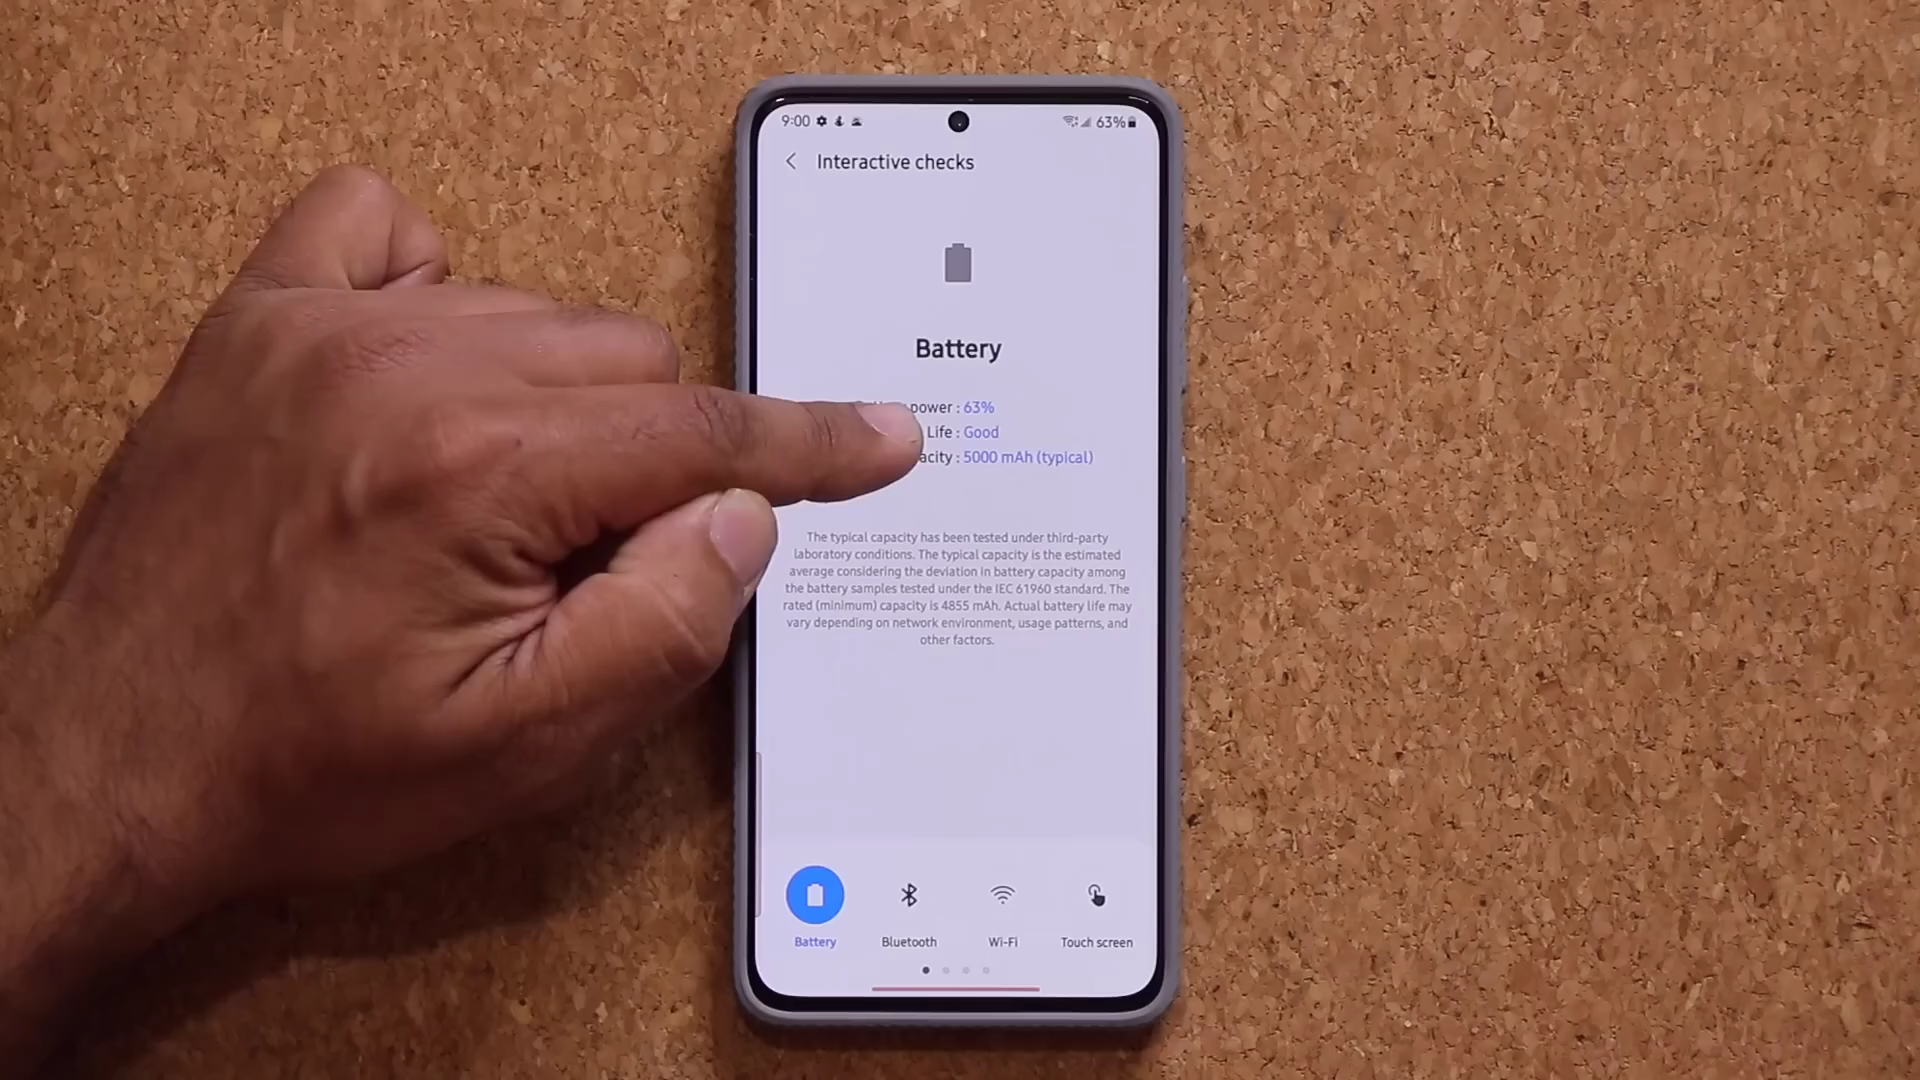 9:00 63%
Interactive checks
Battery
power : 63%
Life : Good
acity : 5000 mAh (typical)
The typical capacity has been tested under third-party
laboratory conditions. The typical capacity is the estimated
average considering the deviation in battery capacity among
the battery samples tested under the IEC 61960 standard. The
rated (minimum) capacity is 4855 mAh. Actual battery life may
vary depending on network environment, usage patterns, and
other factors.
Battery Bluetooth Wi-Fi Touch screen